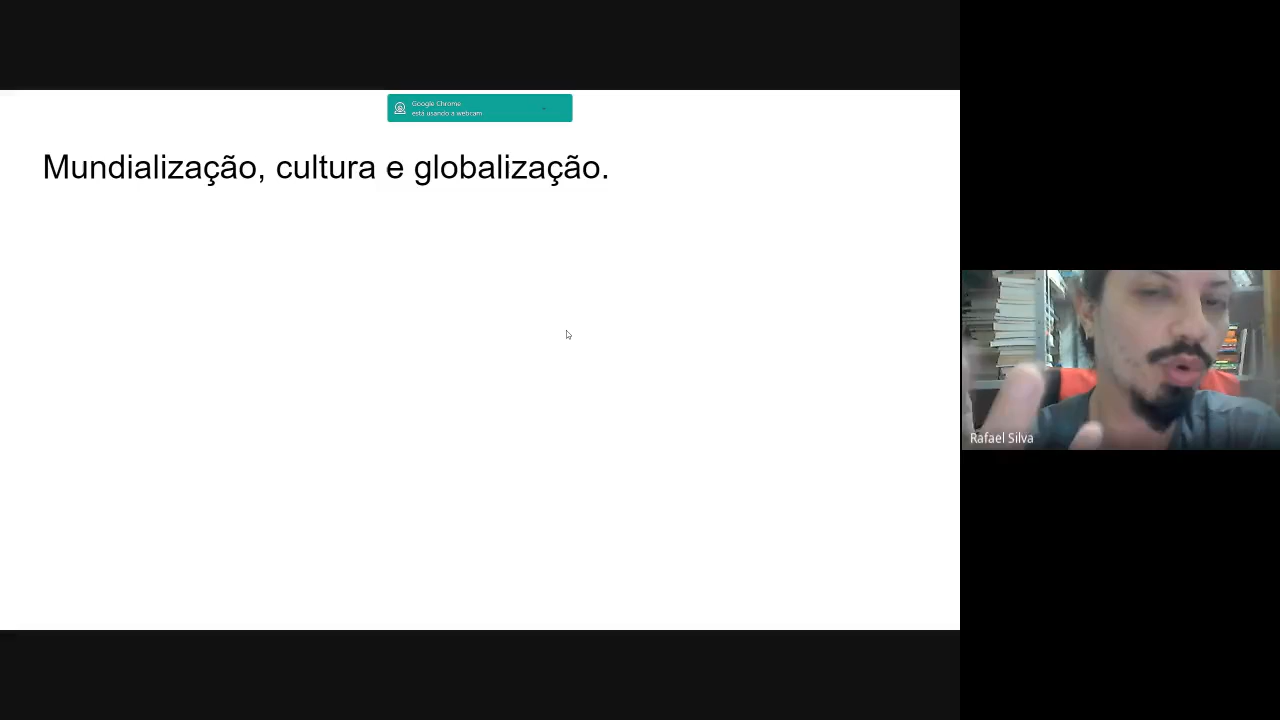 Google Chrome
está usando a webcam
Mundialização, cultura e globalização.
Rafael Silva